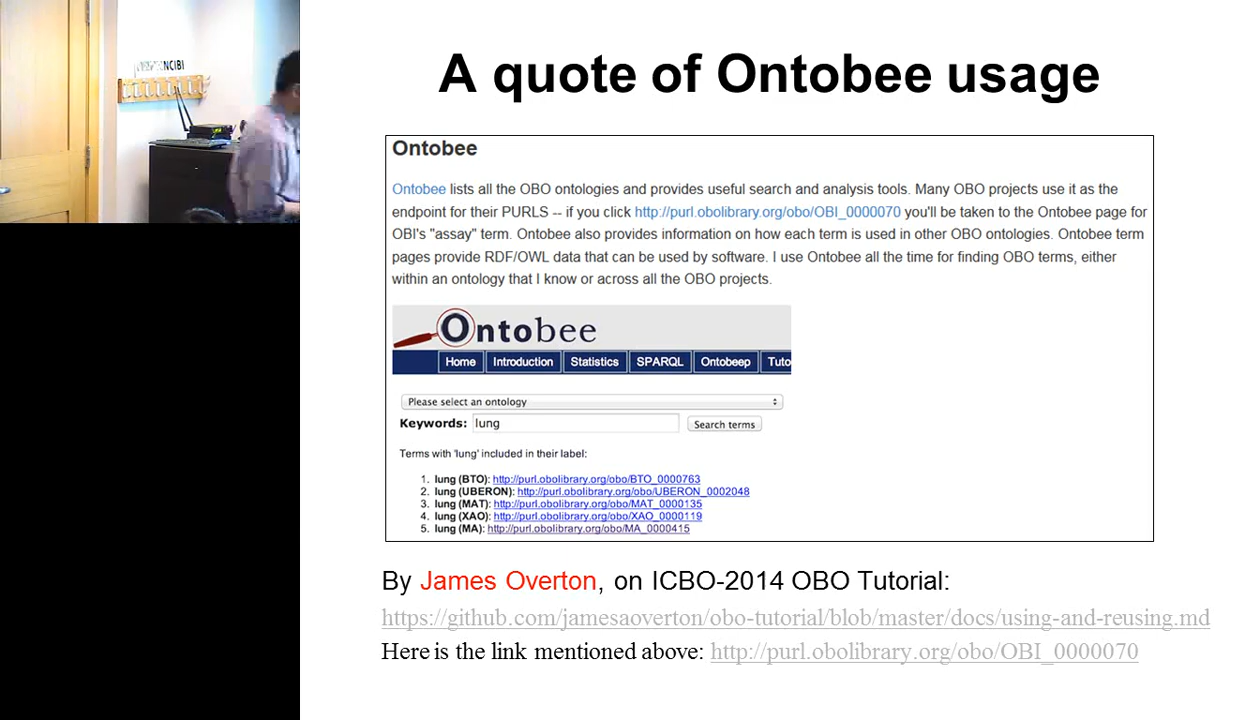 NCIBI
A quote of Ontobee usage
Ontobee
Ontobee lists all the OBO ontologies and provides useful search and analysis tools. Many OBO projects use it as the
endpoint for their PURLS -- if you click http://purl.obolibrary.org/obo/OBI_0000070 you'll be taken to the Ontobee page for
OBI's "assay" term. Ontobee also provides information on how each term is used in other OBO ontologies. Ontobee term
pages provide RDF/OWL data that can be used by software. I use Ontobee all the time for finding OBO terms, either
within an ontology that I know or across all the OBO projects.
Ontobee
Home Introduction Statistics SPARQL Ontobeep Tuto
Please select an ontology
Keywords: lung Search terms
Terms with 'lung' included in their label:
1. lung (BTO): http://purl.obolibrary.org/obo/BTO_0000763
2. lung (UBERON): http://purl.obolibrary.org/obo/UBERON_0002048
3. lung (MAT): http://purl.obolibrary.org/obo/MAT_0000135
4. lung (XAO): http://purl.obolibrary.org/obo/XAO_0000119
5. lung (MA): http://purl.obolibrary.org/obo/MA_0000415
By James Overton, on ICBO-2014 OBO Tutorial:
https://github.com/jamesaoverton/obo-tutorial/blob/master/docs/using-and-reusing.md
Here is the link mentioned above: http://purl.obolibrary.org/obo/OBI_0000070